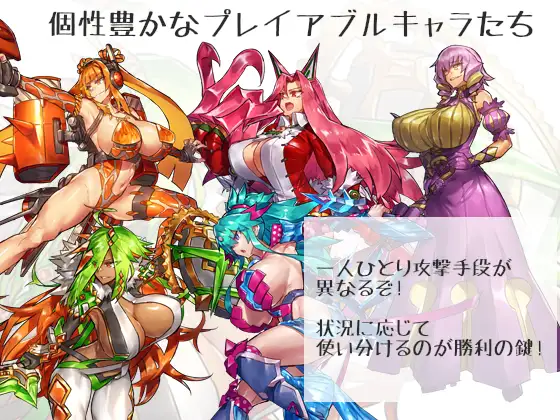 個性豊かなプレイアブルキャラたち
一人ひとり攻撃手段が
異なるぞ!
状況に応じて
使い分けるのが勝利の鍵!